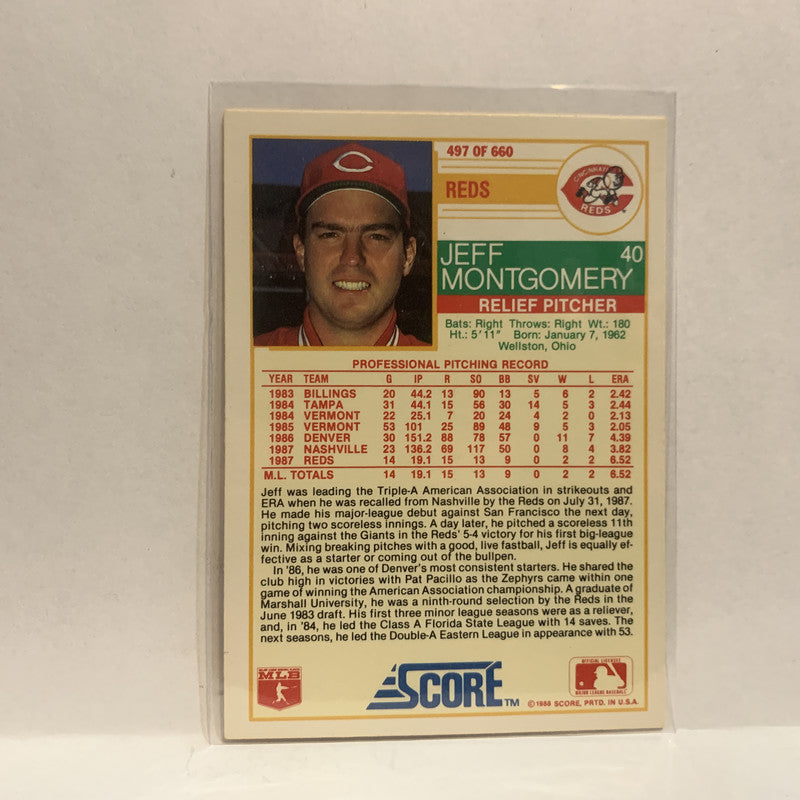 497 OF 660
REDS
CINCINNATI
REDS
JEFF 40
MONTGOMERY
RELIEF PITCHER
Bats: Right Throws: Right Wt.: 180
Ht.: 5'11" Born: January 7, 1962
Wellston, Ohio
PROFESSIONAL PITCHING RECORD
YEAR TEAM G IP R SO BB SV W L ERA
1983 BILLINGS 20 44.2 13 90 13 5 6 2 2.42
1984 TAMPA 31 44.1 15 56 30 14 5 3 2.44
1984 VERMONT 22 25.1 7 20 24 4 2 0 2.13
1985 VERMONT 53 101 25 89 48 9 5 3 2.05
1986 DENVER 30 151.2 88 78 57 0 11 7 4.39
1987 NASHVILLE 23 136.2 69 117 50 0 8 4 3.82
1987 REDS 14 19.1 15 13 9 0 2 2 6.52
M.L. TOTALS 14 19.1 15 13 9 0 2 2 6.52
Jeff was leading the Triple-A American Association in strikeouts and
ERA when he was recalled from Nashville by the Reds on July 31, 1987.
He made his major-league debut against San Francisco the next day,
pitching two scoreless innings. A day later, he pitched a scoreless 11th
inning against the Giants in the Reds' 5-4 victory for his first big-league
win. Mixing breaking pitches with a good, live fastball, Jeff is equally ef-
fective as a starter or coming out of the bullpen.
In '86, he was one of Denver's most consistent starters. He shared the
club high in victories with Pat Pacillo as the Zephyrs came within one
game of winning the American Association championship. A graduate of
Marshall University, he was a ninth-round selection by the Reds in the
June 1983 draft. His first three minor league seasons were as a reliever,
and, in '84, he led the Class A Florida State League with 14 saves. The
next seasons, he led the Double-A Eastern League in appearance with 53.
MLB
SCORE TM
©1988 SCORE, PRTD. IN U.S.A.
OFFICIAL LICENSEE
MAJOR LEAGUE BASEBALL